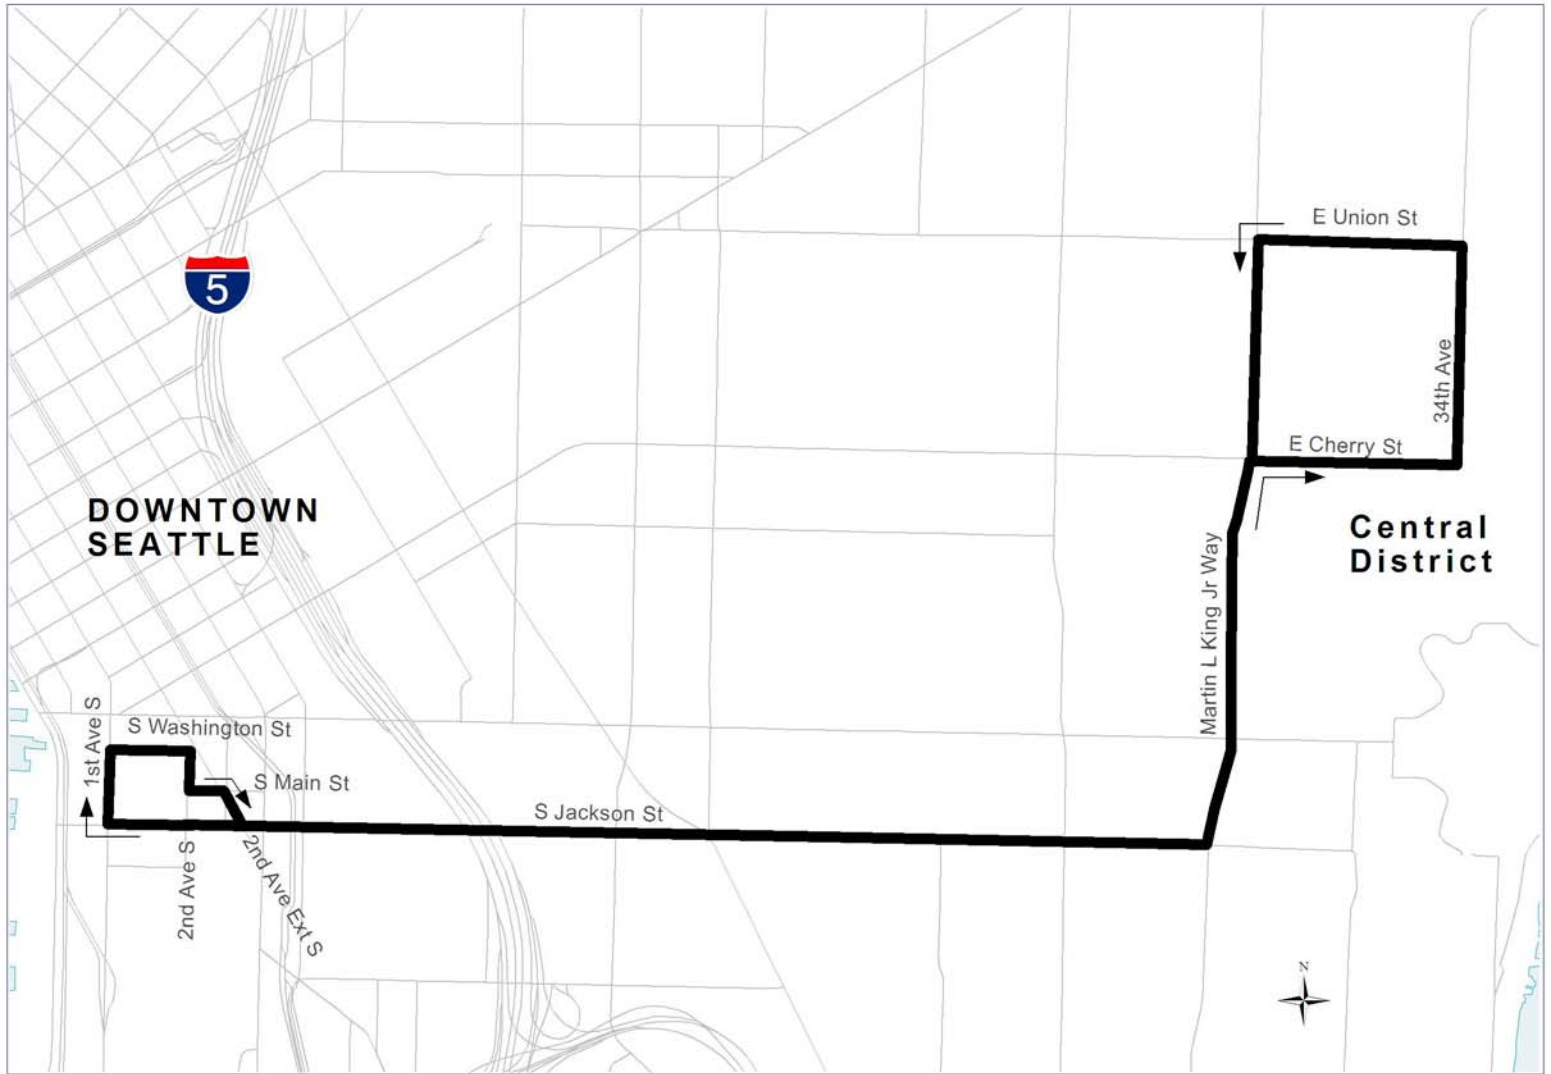 E Union St
5
34th Ave
E Cherry St
DOWNTOWN
SEATTLE
Central
District
Martin L King Jr Way
1st Ave S
S Washington St
S Main St
S Jackson St
2nd Ave S
2nd Ave Ext S
N